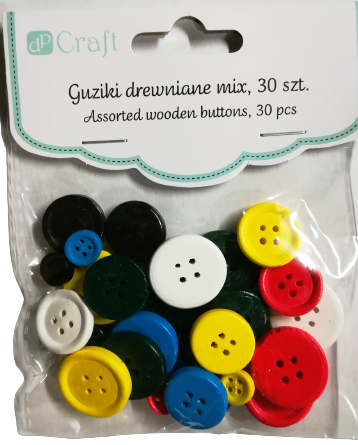 dp Craft
Guziki drewniane mix, 30 szt.
Assorted wooden buttons, 30 pcs